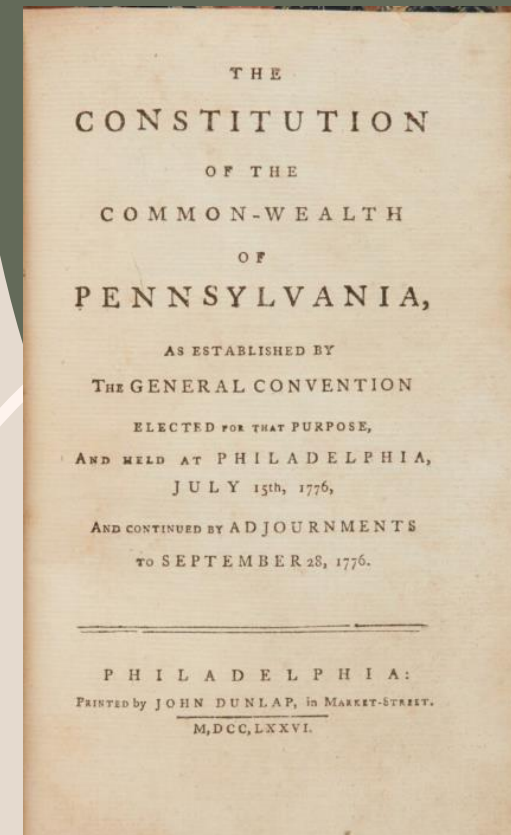 THE
CONSTITUTION
OF THE
COMMON-WEALTH
OF
PENNSYLVANIA,
AS ESTABLISHED BY
THE GENERAL CONVENTION
ELECTED FOR THAT PURPOSE,
AND HELD AT PHILADELPHIA,
JULY 15th, 1776,
AND CONTINUED BY ADJOURNMENTS
TO SEPTEMBER 28, 1776.
PHILADELPHIA:
PRINTED by JOHN DUNLAP, in MARKET-STREET.
M,DCC,LXXVI.